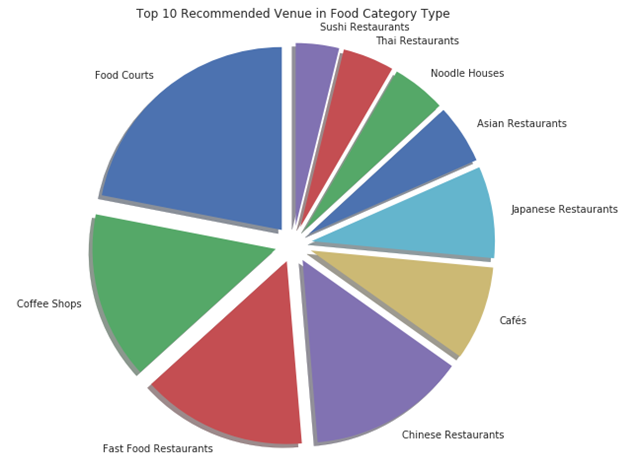 Top 10 Recommended Venue in Food Category Type
Sushi Restaurants
Thai Restaurants
Food Courts
Noodle Houses
Asian Restaurants
Japanese Restaurants
Coffee Shops
Cafés
Chinese Restaurants
Fast Food Restaurants